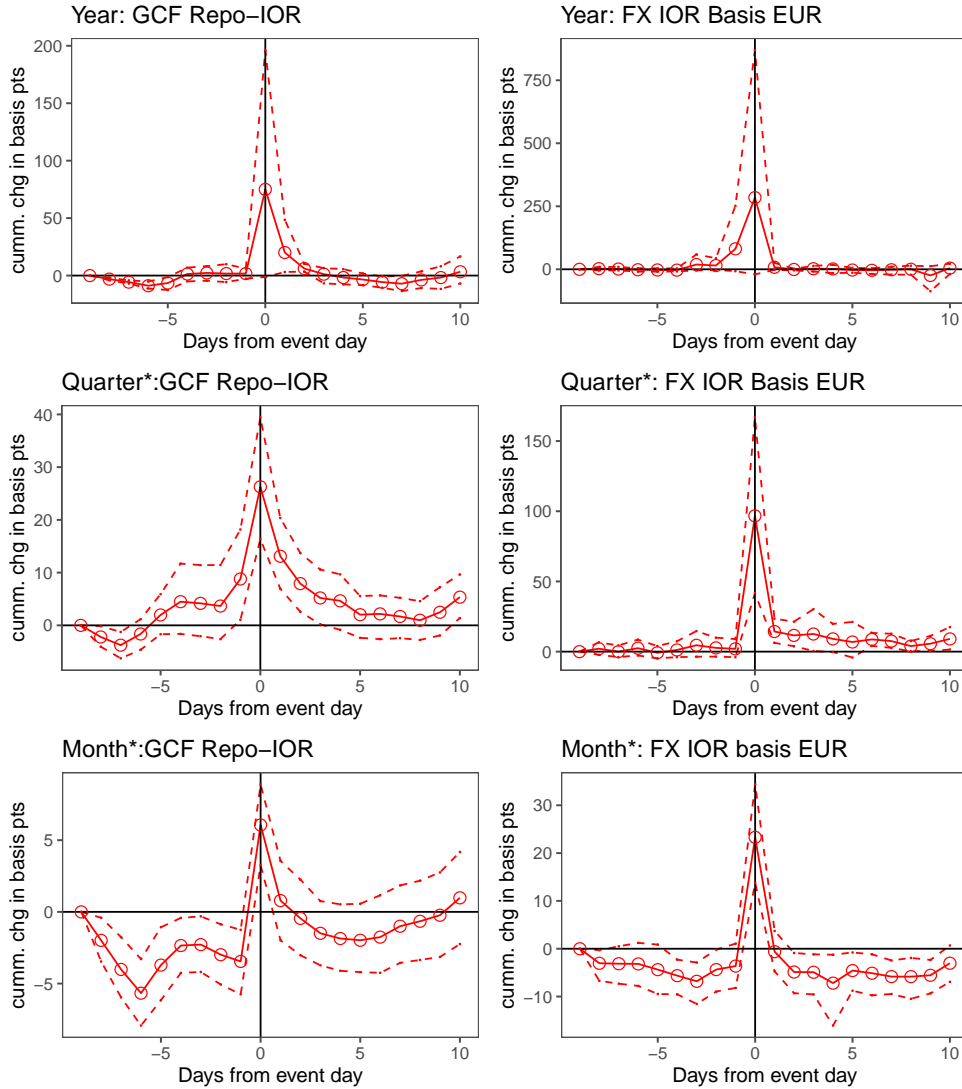 Year: GCF Repo−IOR
cumm. chg in basis pts
200
150
100
50
0
−5 0 5 10
Days from event day
Year: FX IOR Basis EUR
cumm. chg in basis pts
750
500
250
0
−5 0 5 10
Days from event day
Quarter*:GCF Repo−IOR
cumm. chg in basis pts
40
30
20
10
0
−5 0 5 10
Days from event day
Quarter*: FX IOR Basis EUR
cumm. chg in basis pts
150
100
50
0
−5 0 5 10
Days from event day
Month*:GCF Repo−IOR
cumm. chg in basis pts
5
0
−5
−5 0 5 10
Days from event day
Month*: FX IOR basis EUR
cumm. chg in basis pts
30
20
10
0
−10
−5 0 5 10
Days from event day